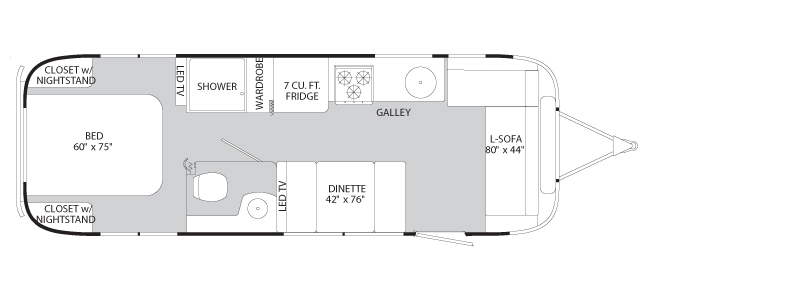 CLOSET w/
NIGHTSTAND
LED TV
SHOWER
WARDROBE
7 CU. FT.
FRIDGE
GALLEY
BED
60" x 75"
L-SOFA
80" x 44"
LED TV
DINETTE
42" x 76"
CLOSET w/
NIGHTSTAND